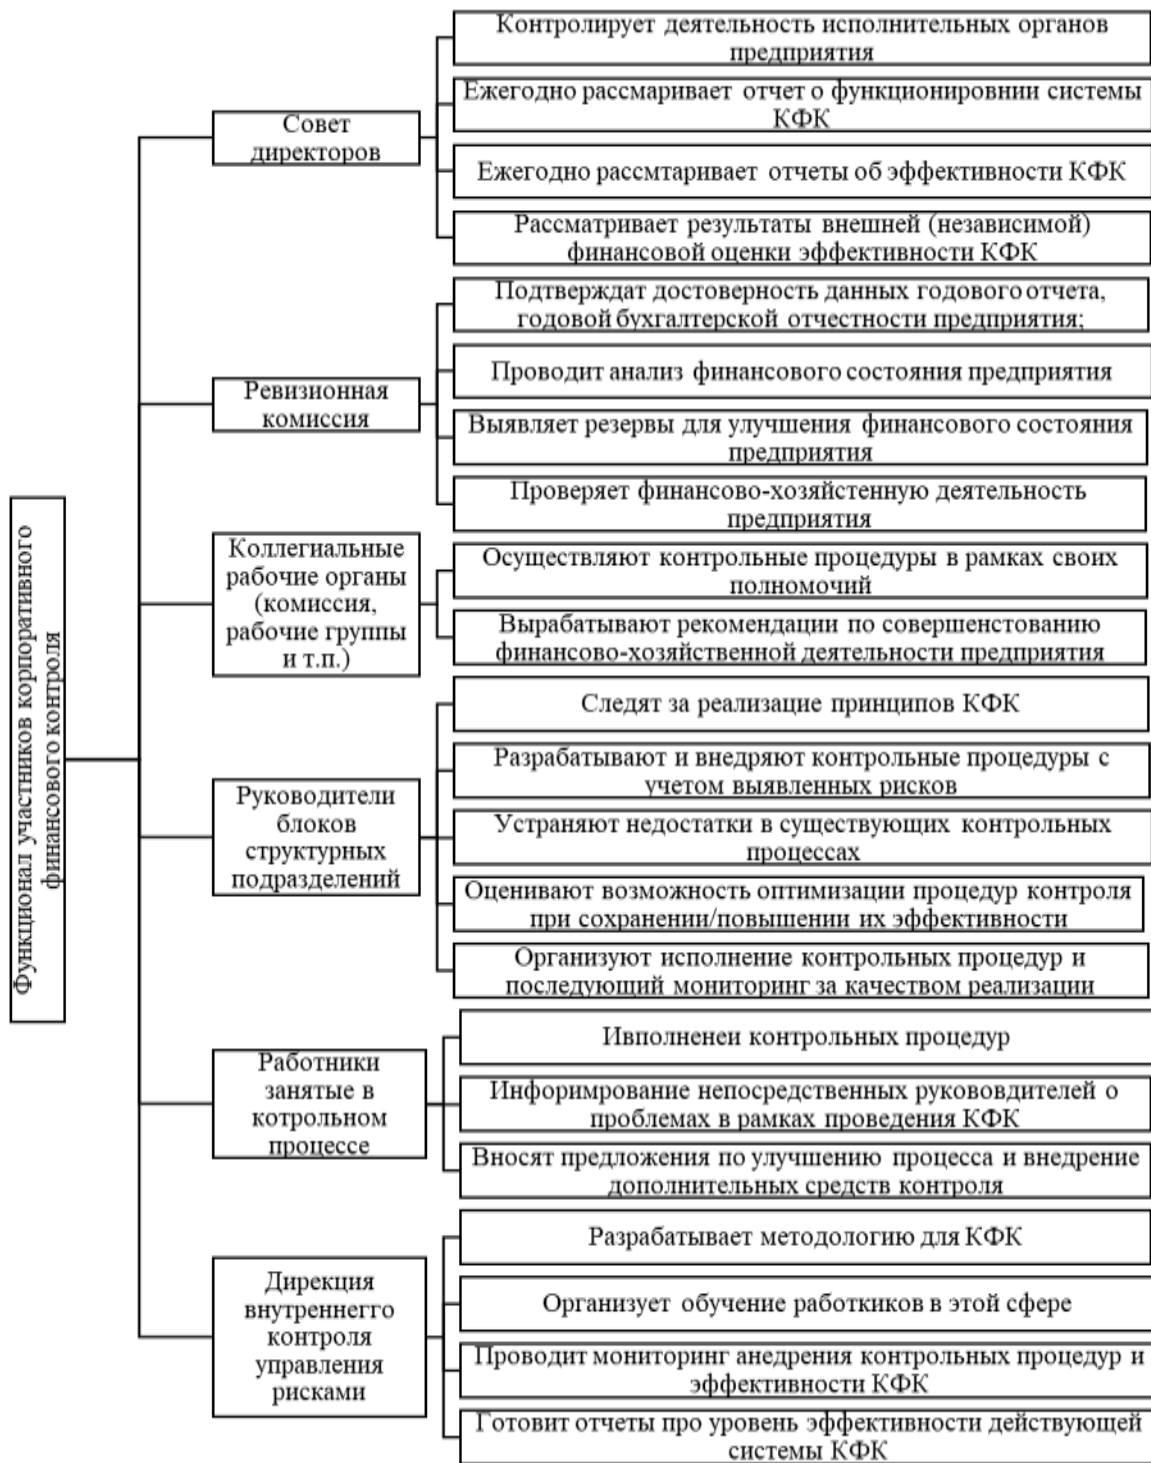 Функционал участников корпоративного
финансового контроля
Совет
директоров
Контролирует деятельность исполнительных органов
предприятия
Ежегодно рассмаривает отчет о функционировнии системы
КФК
Ежегодно рассмтаривает отчеты об эффективности КФК
Рассматривает результаты внешней (независимой)
финансовой оценки эффективности КФК
Ревизионная
комиссия
Подтверждат достоверность данных годового отчета,
годовой бухгалтерской отчестности предприятия;
Проводит анализ финансового состояния предприятия
Выявляет резервы для улучшения финансового состояния
предприятия
Проверяет финансово-хозяйстенную деятельность
предприятия
Коллегиальные
рабочие органы
(комиссия,
рабочие группы
и т.п.)
Осуществляют контрольные процедуры в рамках своих
полномочий
Вырабатывают рекомендации по совершенстованию
финансово-хозяйственной деятельности предприятия
Руководители
блоков
структурных
подразделений
Следят за реализацие принципов КФК
Разрабатывают и внедряют контрольные процедуры с
учетом выявленных рисков
Устраняют недостатки в существующих контрольных
процессах
Оценивают возможность оптимизации процедур контроля
при сохранении/повышении их эффективности
Организуют исполнение контрольных процедур и
последующий мониторинг за качеством реализации
Работники
занятые в
котрольном
процессе
Ивполненеи контрольных процедур
Инфоримрование непосредственных рукововдителей о
проблемах в рамках проведения КФК
Вносят предложения по улучшению процесса и внедрение
дополнительных средств контроля
Дирекция
внутреннегго
контроля
управления
рисками
Разрабатывает методологию для КФК
Организует обучение работкиков в этой сфере
Проводит мониторинг анедрения контрольных процедур и
эффективности КФК
Готовит отчеты про уровень эффективности действующей
системы КФК